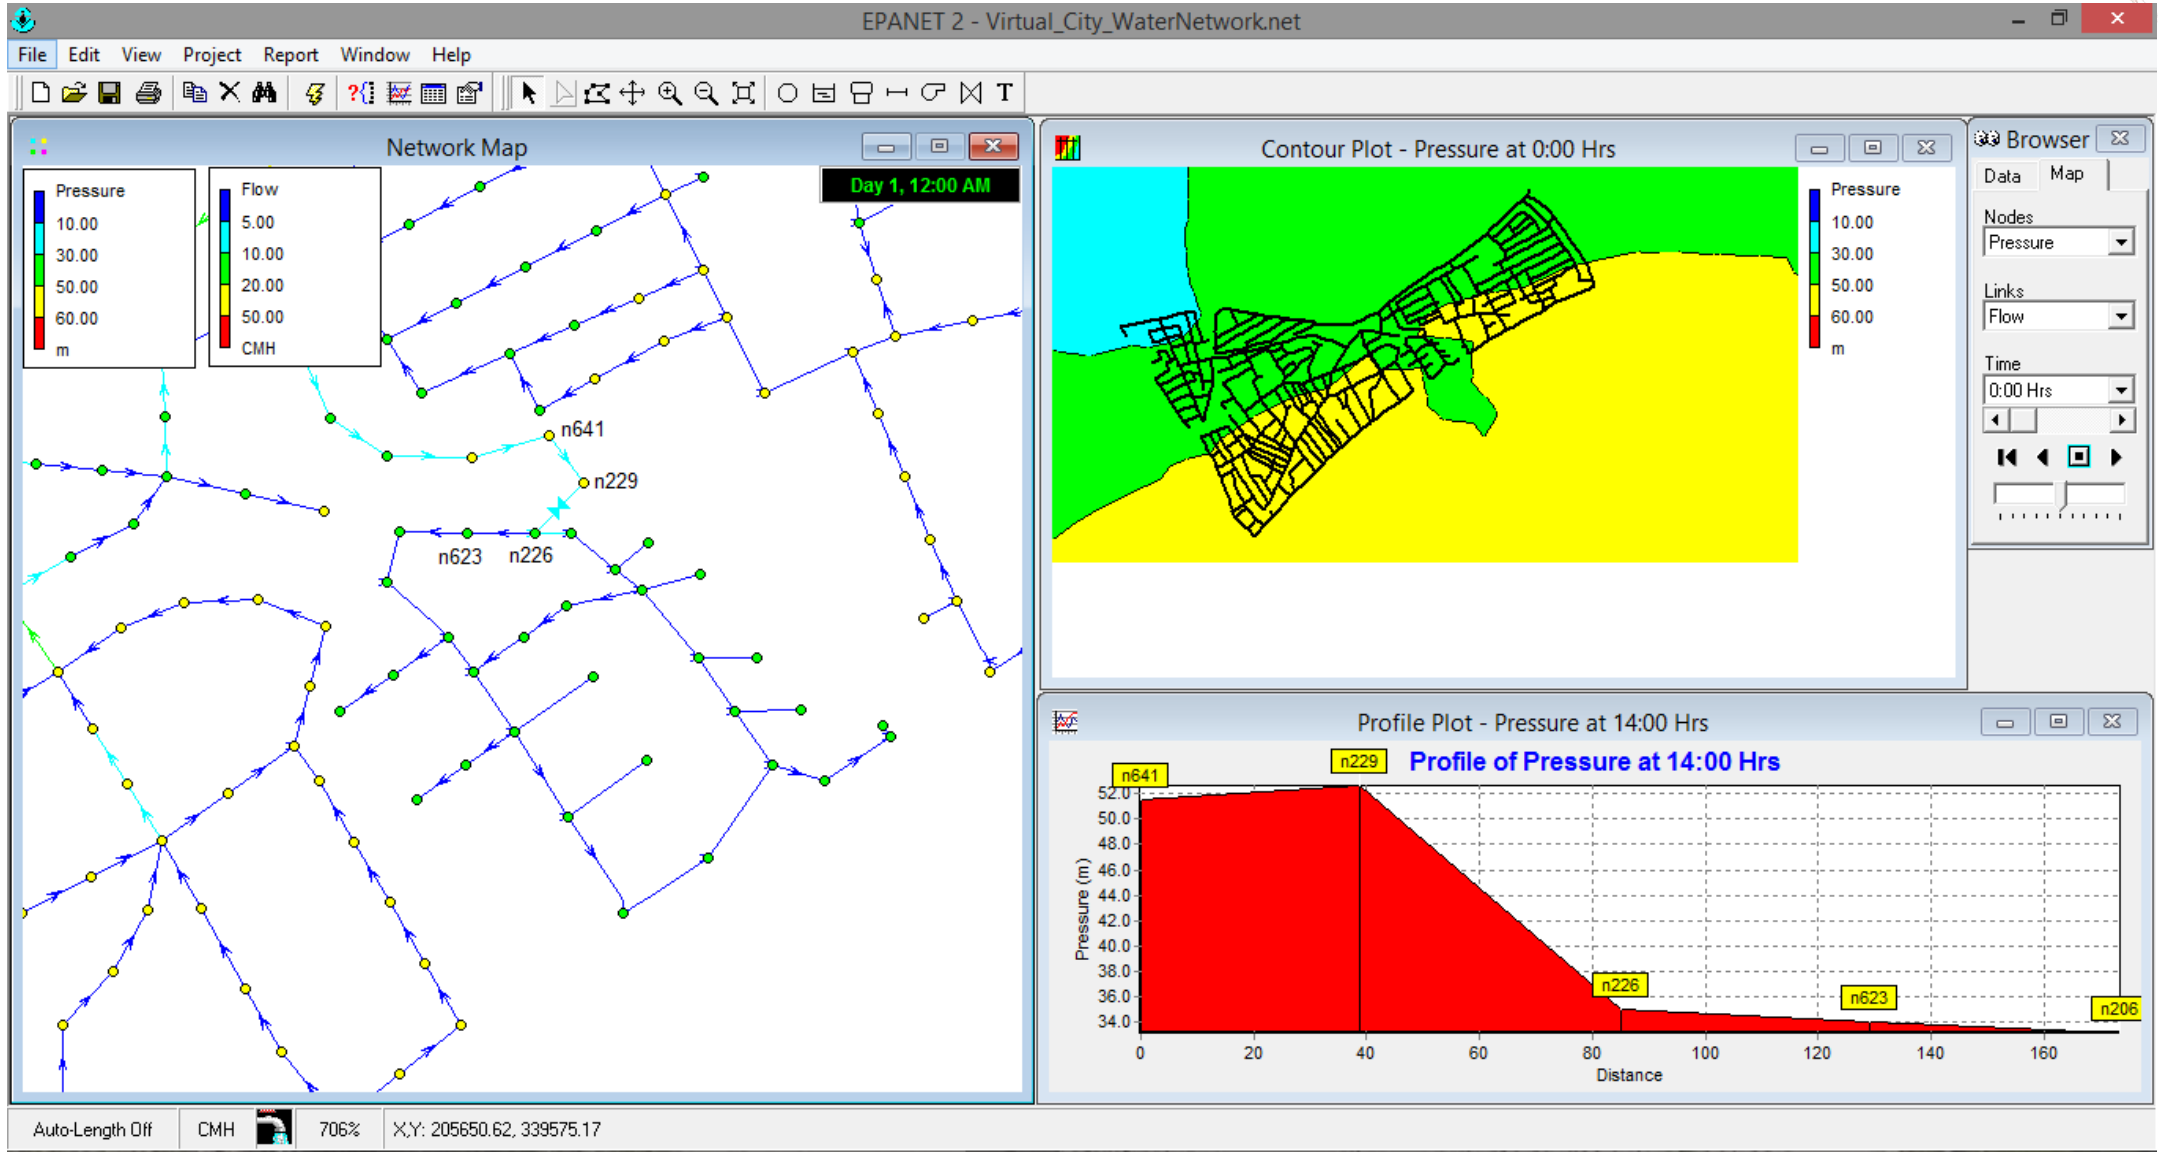 EPANET 2 - Virtual_City_WaterNetwork.net
File Edit View Project Report Window Help
T
Network Map
Pressure
10.00
30.00
50.00
60.00
m
Flow
5.00
10.00
20.00
50.00
CMH
Day 1, 12:00 AM
n641
n229
n623
n226
Contour Plot - Pressure at 0:00 Hrs
Pressure
10.00
30.00
50.00
60.00
m
Browser
Data Map
Nodes
Pressure
Links
Flow
Time
0:00 Hrs
Profile Plot - Pressure at 14:00 Hrs
Profile of Pressure at 14:00 Hrs
n641
n229
n226
n623
n206
Pressure (m)
52.0
50.0
48.0
46.0
44.0
42.0
40.0
38.0
36.0
34.0
0 20 40 60 80 100 120 140 160
Distance
Auto-Length Off CMH 706% X,Y: 205650.62, 339575.17